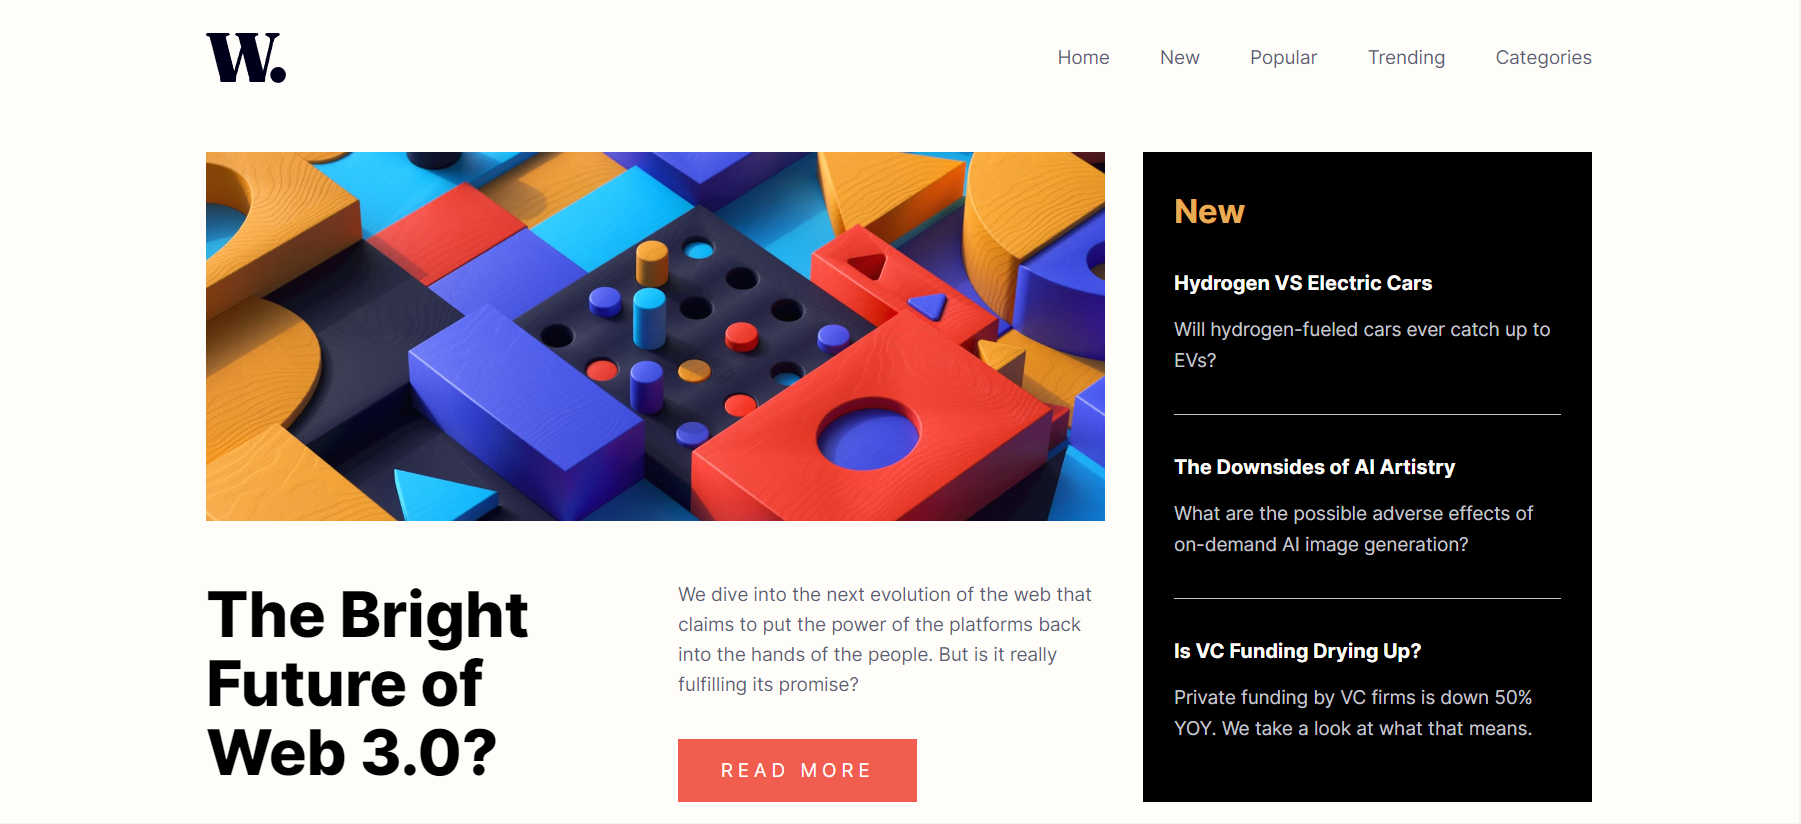 W.
Home New Popular Trending Categories
The Bright
Future of
Web 3.0?
We dive into the next evolution of the web that
claims to put the power of the platforms back
into the hands of the people. But is it really
fulfilling its promise?
READ MORE
New
Hydrogen VS Electric Cars
Will hydrogen-fueled cars ever catch up to
EVs?
The Downsides of AI Artistry
What are the possible adverse effects of
on-demand AI image generation?
Is VC Funding Drying Up?
Private funding by VC firms is down 50%
YOY. We take a look at what that means.